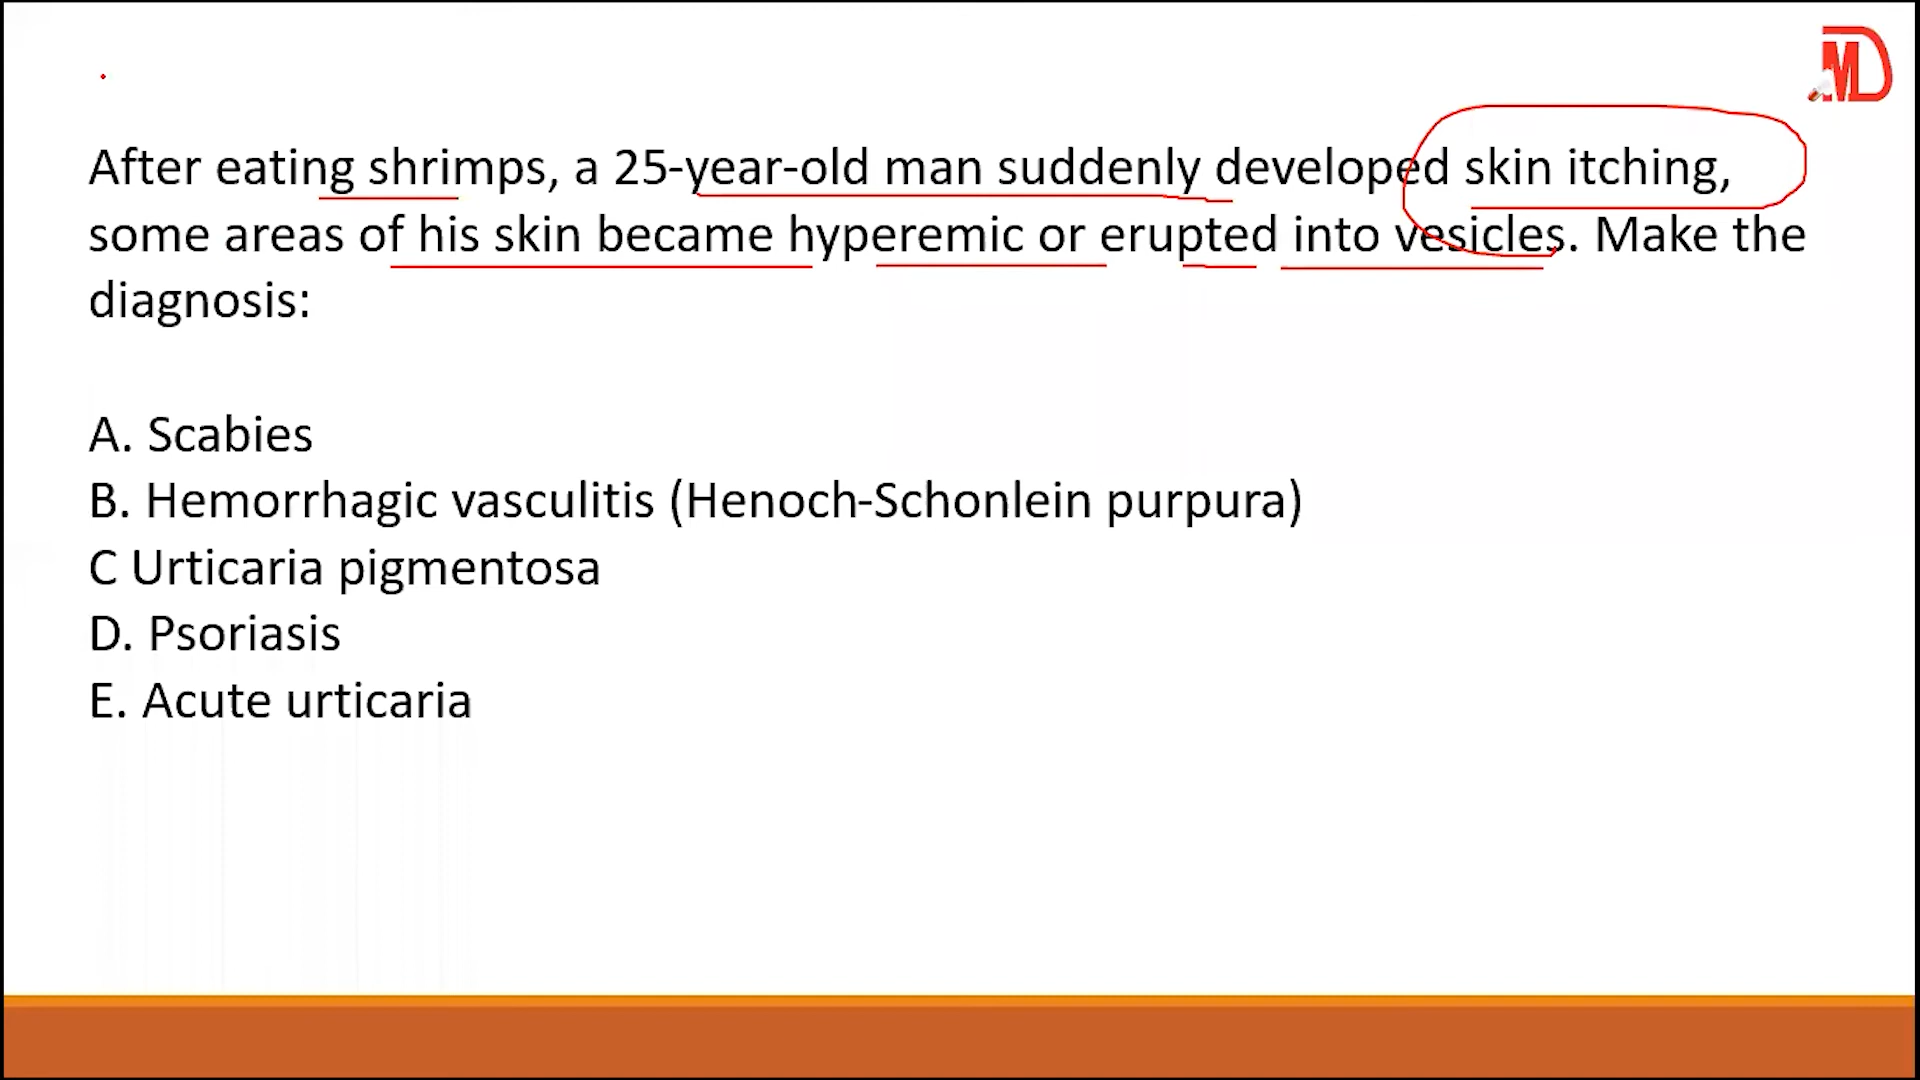 MD
After eating shrimps, a 25-year-old man suddenly developed skin itching,
some areas of his skin became hyperemic or erupted into vesicles. Make the
diagnosis:
A. Scabies
B. Hemorrhagic vasculitis (Henoch-Schonlein purpura)
C Urticaria pigmentosa
D. Psoriasis
E. Acute urticaria